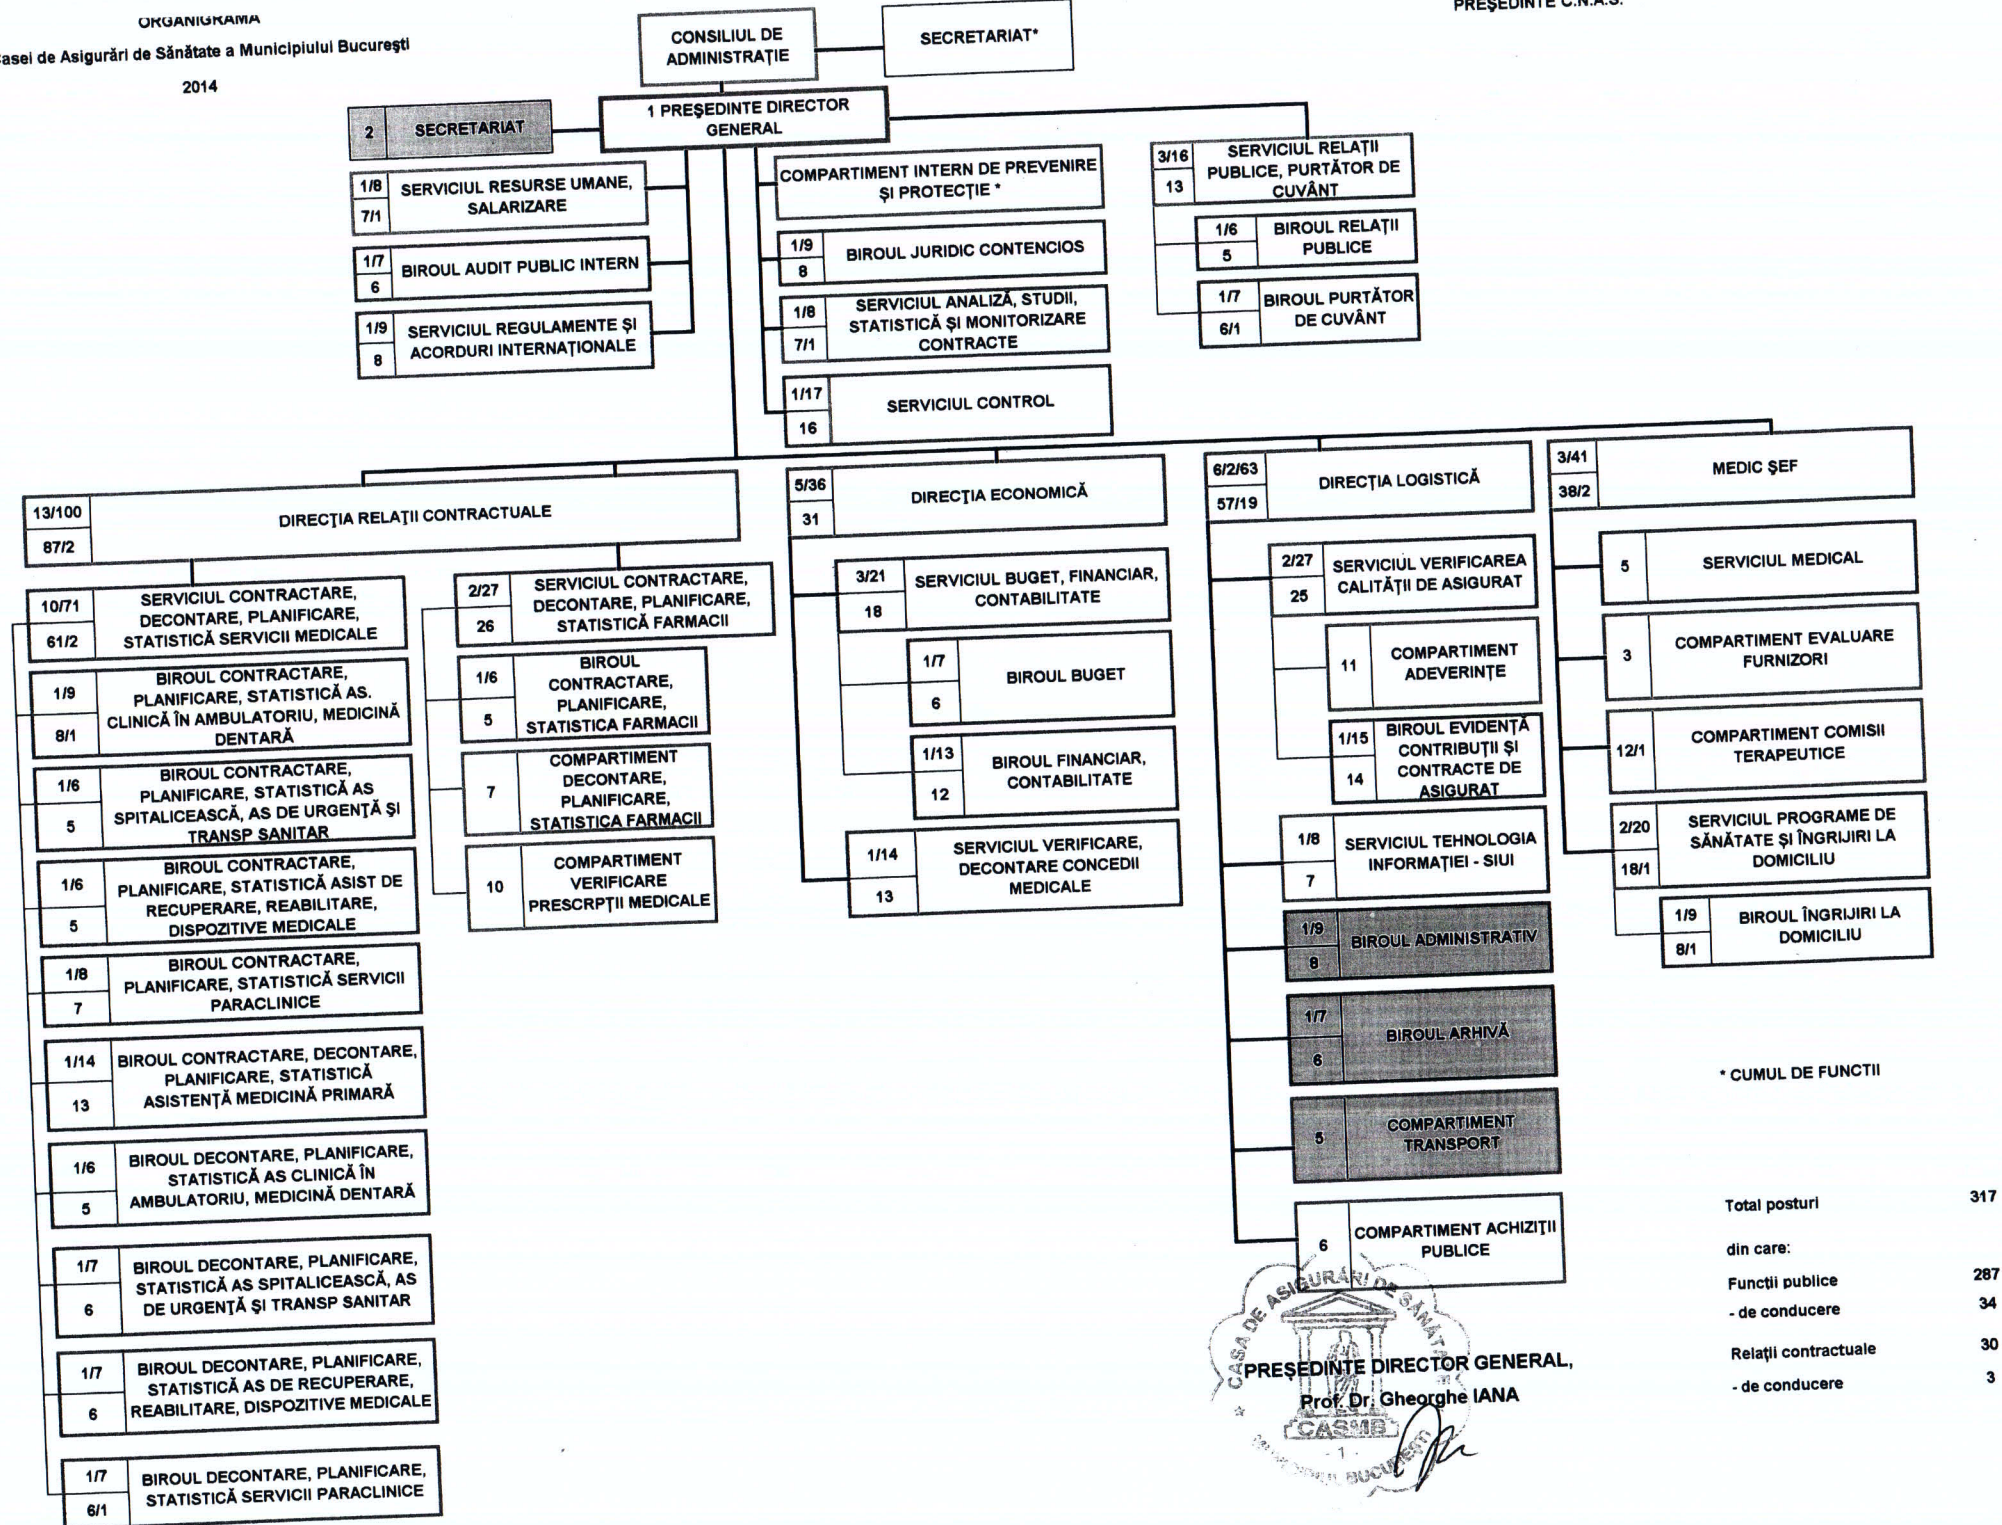 ORGANIGRAMA
Casei de Asigurări de Sănătate a Municipiului Bucureşti
2014
PREŞEDINTE C.N.A.S.
CONSILIUL DE
ADMINISTRAŢIE
SECRETARIAT*
2
SECRETARIAT
1 PREŞEDINTE DIRECTOR
GENERAL
1/8
7/1
SERVICIUL RESURSE UMANE,
SALARIZARE
1/7
6
BIROUL AUDIT PUBLIC INTERN
1/9
8
SERVICIUL REGULAMENTE ŞI
ACORDURI INTERNAŢIONALE
COMPARTIMENT INTERN DE PREVENIRE
ŞI PROTECŢIE *
1/9
8
BIROUL JURIDIC CONTENCIOS
1/8
7/1
SERVICIUL ANALIZĂ, STUDII,
STATISTICĂ ŞI MONITORIZARE
CONTRACTE
1/17
16
SERVICIUL CONTROL
3/16
13
SERVICIUL RELAŢII
PUBLICE, PURTĂTOR DE
CUVÂNT
1/6
5
BIROUL RELAŢII
PUBLICE
1/7
6/1
BIROUL PURTĂTOR
DE CUVÂNT
13/100
87/2
DIRECŢIA RELAŢII CONTRACTUALE
10/71
61/2
SERVICIUL CONTRACTARE,
DECONTARE, PLANIFICARE,
STATISTICĂ SERVICII MEDICALE
1/9
8/1
BIROUL CONTRACTARE,
PLANIFICARE, STATISTICĂ AS.
CLINICĂ ÎN AMBULATORIU, MEDICINĂ
DENTARĂ
1/6
5
BIROUL CONTRACTARE,
PLANIFICARE, STATISTICĂ AS
SPITALICEASCĂ, AS DE URGENŢĂ ŞI
TRANSP SANITAR
1/6
5
BIROUL CONTRACTARE,
PLANIFICARE, STATISTICĂ ASIST DE
RECUPERARE, REABILITARE,
DISPOZITIVE MEDICALE
1/8
7
BIROUL CONTRACTARE,
PLANIFICARE, STATISTICĂ SERVICII
PARACLINICE
1/14
13
BIROUL CONTRACTARE, DECONTARE,
PLANIFICARE, STATISTICĂ
ASISTENŢĂ MEDICINĂ PRIMARĂ
1/6
5
BIROUL DECONTARE, PLANIFICARE,
STATISTICĂ AS CLINICĂ ÎN
AMBULATORIU, MEDICINĂ DENTARĂ
1/7
6
BIROUL DECONTARE, PLANIFICARE,
STATISTICĂ AS SPITALICEASCĂ, AS
DE URGENŢĂ ŞI TRANSP SANITAR
1/7
6
BIROUL DECONTARE, PLANIFICARE,
STATISTICĂ AS DE RECUPERARE,
REABILITARE, DISPOZITIVE MEDICALE
1/7
6/1
BIROUL DECONTARE, PLANIFICARE,
STATISTICĂ SERVICII PARACLINICE
2/27
26
SERVICIUL CONTRACTARE,
DECONTARE, PLANIFICARE,
STATISTICĂ FARMACII
1/6
5
BIROUL
CONTRACTARE,
PLANIFICARE,
STATISTICA FARMACII
7
COMPARTIMENT
DECONTARE,
PLANIFICARE,
STATISTICA FARMACII
10
COMPARTIMENT
VERIFICARE
PRESCRPŢII MEDICALE
5/36
31
DIRECŢIA ECONOMICĂ
3/21
18
SERVICIUL BUGET, FINANCIAR,
CONTABILITATE
1/7
6
BIROUL BUGET
1/13
12
BIROUL FINANCIAR,
CONTABILITATE
1/14
13
SERVICIUL VERIFICARE,
DECONTARE CONCEDII
MEDICALE
6/2/63
57/19
DIRECŢIA LOGISTICĂ
2/27
25
SERVICIUL VERIFICAREA
CALITĂŢII DE ASIGURAT
11
COMPARTIMENT
ADEVERINŢE
1/15
14
BIROUL EVIDENŢĂ
CONTRIBUŢII ŞI
CONTRACTE DE
ASIGURAT
1/8
7
SERVICIUL TEHNOLOGIA
INFORMAŢIEI - SIUI
1/9
8
BIROUL ADMINISTRATIV
1/7
6
BIROUL ARHIVĂ
5
COMPARTIMENT
TRANSPORT
6
COMPARTIMENT ACHIZIŢII
PUBLICE
3/41
38/2
MEDIC ŞEF
5
SERVICIUL MEDICAL
3
COMPARTIMENT EVALUARE
FURNIZORI
12/1
COMPARTIMENT COMISII
TERAPEUTICE
2/20
18/1
SERVICIUL PROGRAME DE
SĂNĂTATE ŞI ÎNGRIJIRI LA
DOMICILIU
1/9
8/1
BIROUL ÎNGRIJIRI LA
DOMICILIU
* CUMUL DE FUNCTII
Total posturi 317
din care:
Funcţii publice 287
- de conducere 34
Relaţii contractuale 30
- de conducere 3
PREŞEDINTE DIRECTOR GENERAL,
Prof. Dr. Gheorghe IANA
CASA DE ASIGURĂRI DE SĂNĂTATE
MUNICIPIUL BUCUREŞTI
CASMB
- 1 -